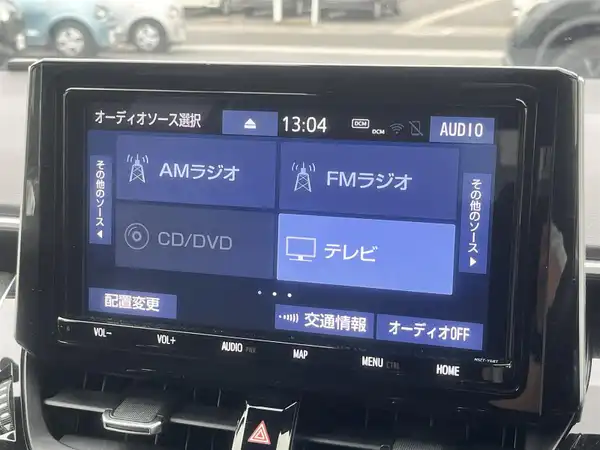 オーディオソース選択 ⏏ 13:04 DCM DCM AUDIO
その他のソース ◀
AMラジオ
FMラジオ
CD/DVD
テレビ
その他のソース ▶
配置変更
交通情報
オーディオOFF
VOL- VOL+ AUDIO PWR MAP MENU CTRL HOME